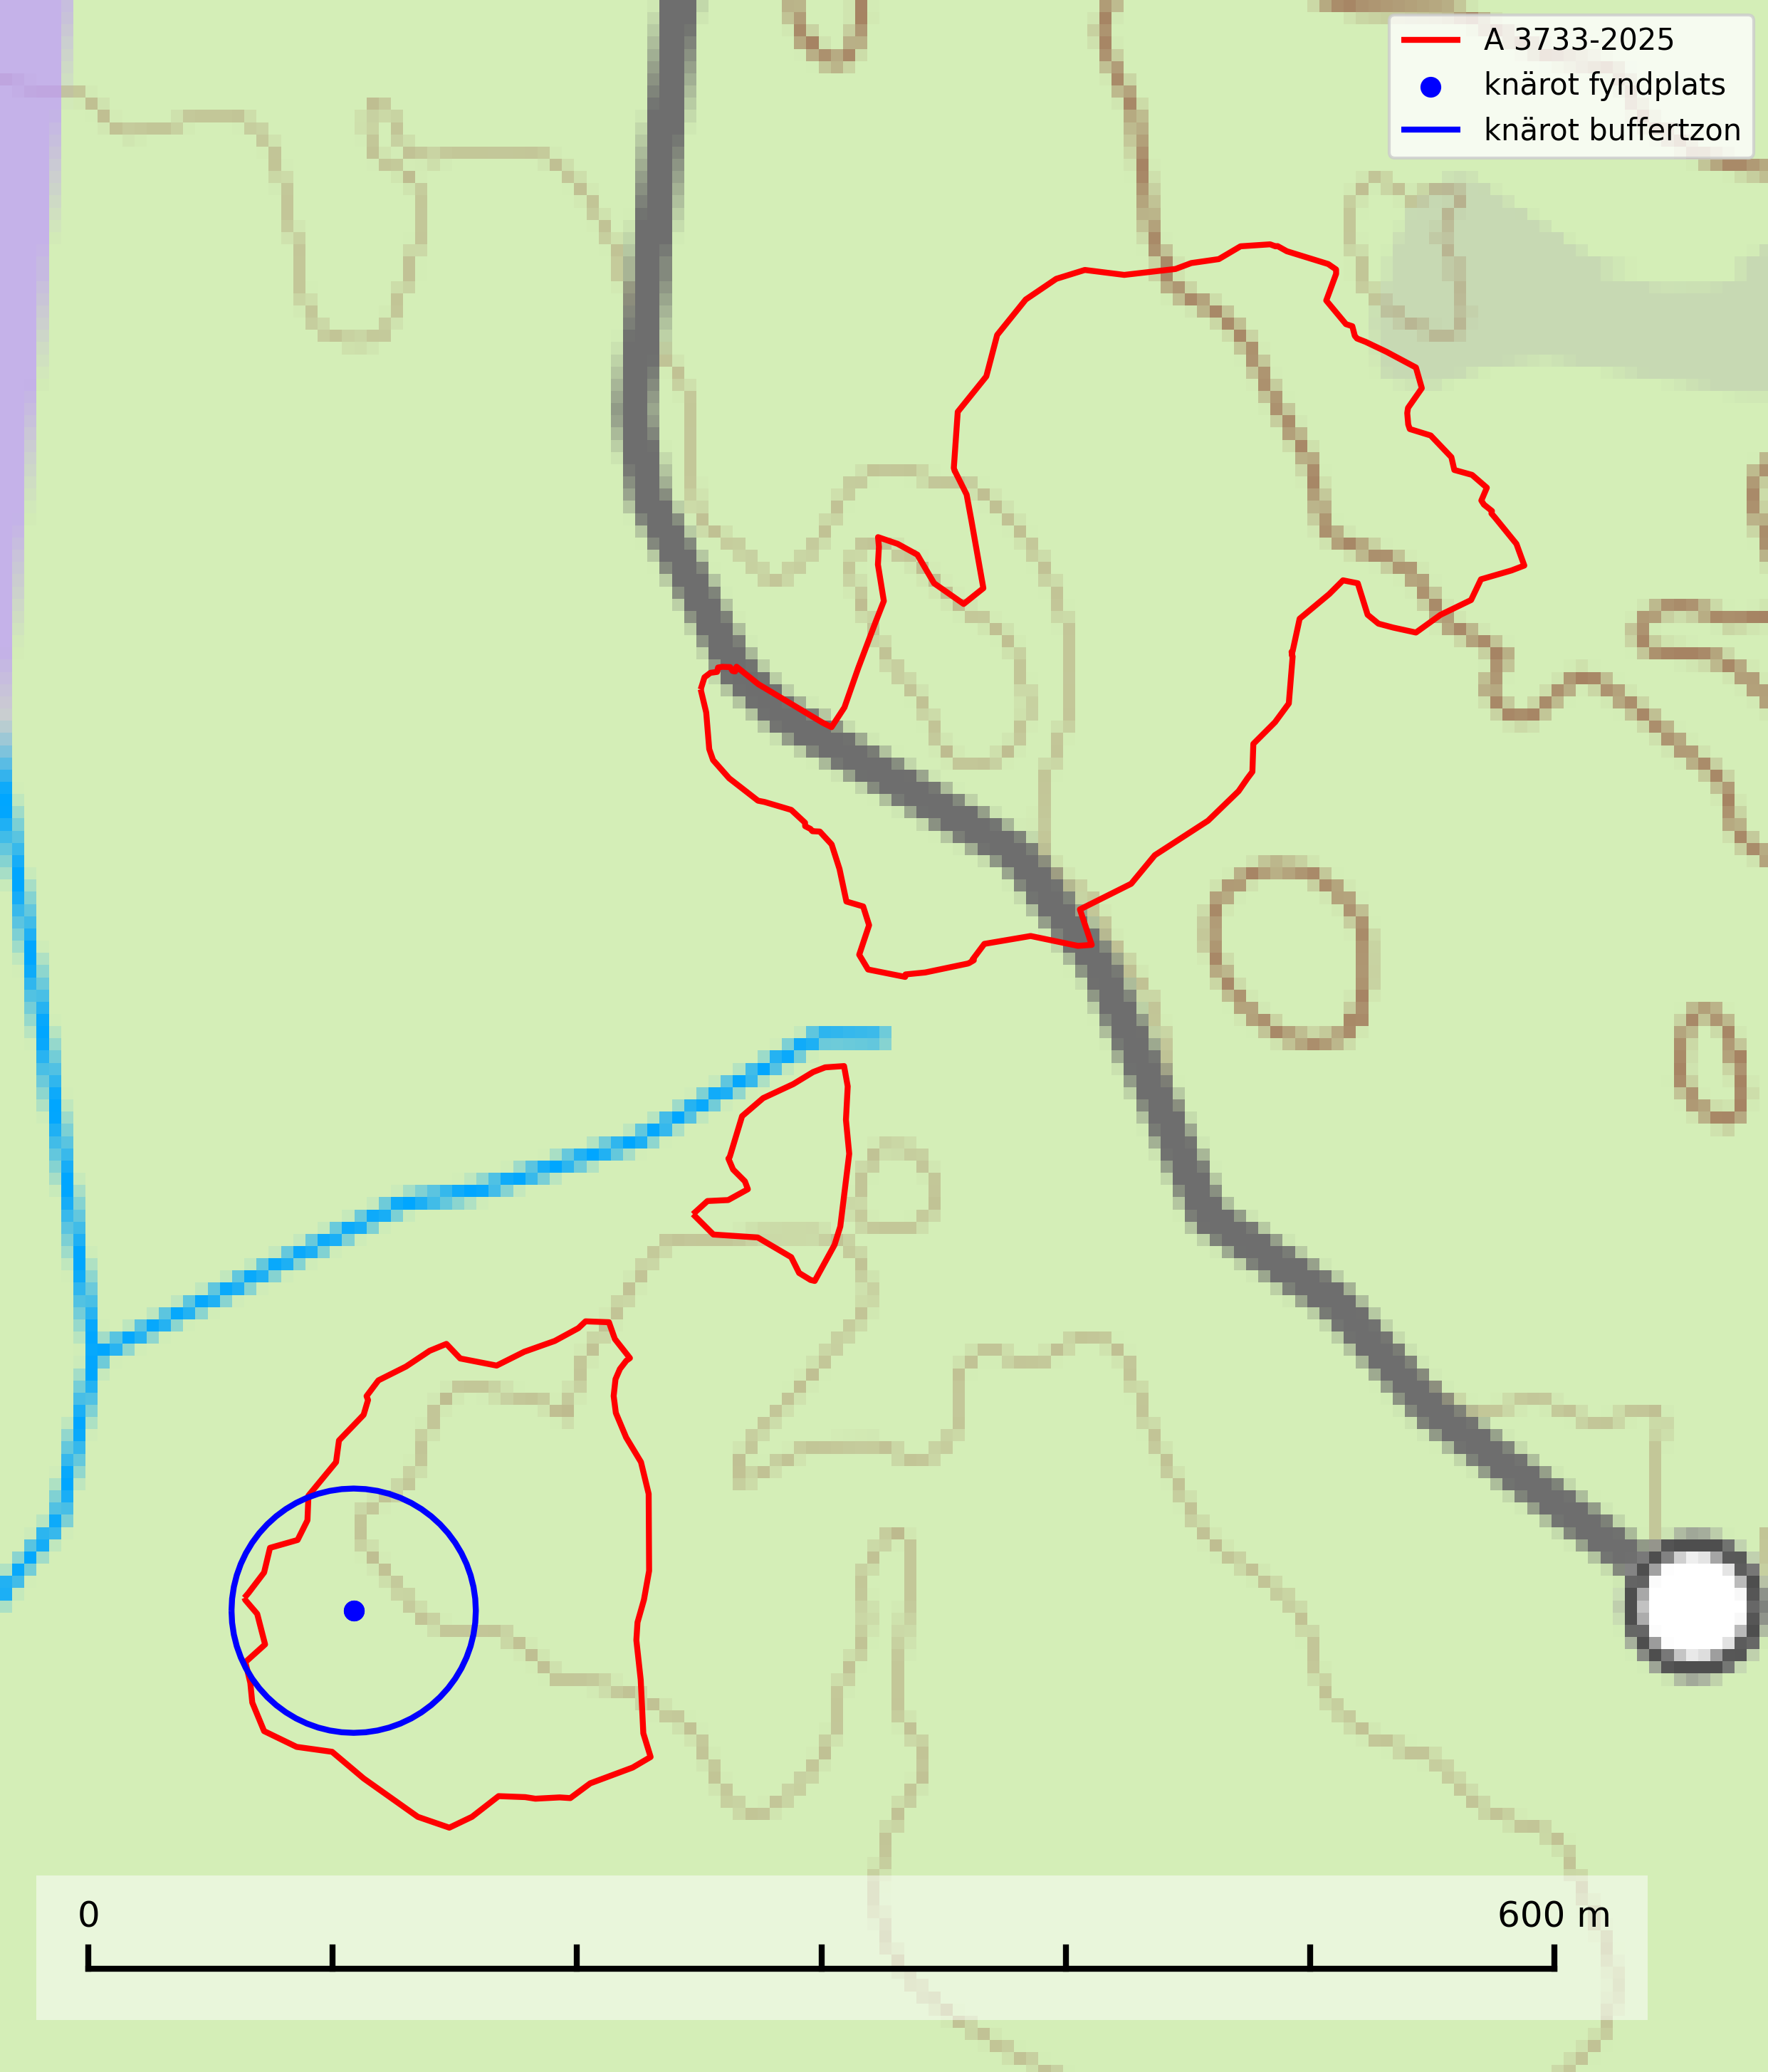 A 3733-2025
knärot fyndplats
knärot buffertzon
0
600 m